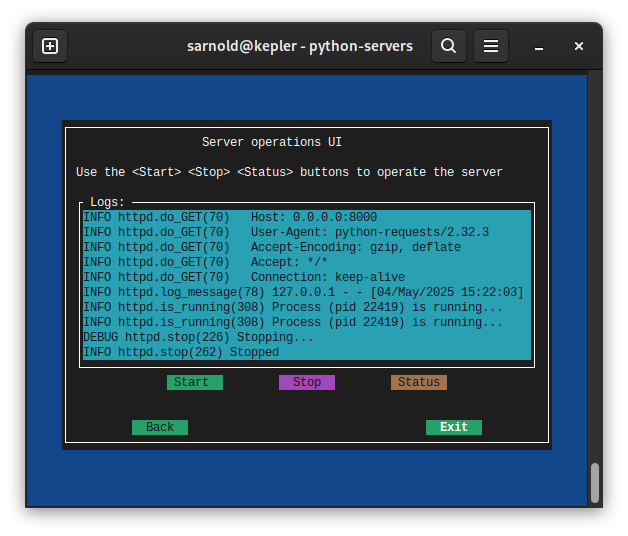 sarnold@kepler - python-servers
Server operations UI
Use the <Start> <Stop> <Status> buttons to operate the server
Logs:
INFO httpd.do_GET(70)   Host: 0.0.0.0:8000
INFO httpd.do_GET(70)   User-Agent: python-requests/2.32.3
INFO httpd.do_GET(70)   Accept-Encoding: gzip, deflate
INFO httpd.do_GET(70)   Accept: */*
INFO httpd.do_GET(70)   Connection: keep-alive
INFO httpd.log_message(78) 127.0.0.1 - - [04/May/2025 15:22:03]
INFO httpd.is_running(308) Process (pid 22419) is running...
INFO httpd.is_running(308) Process (pid 22419) is running...
DEBUG httpd.stop(226) Stopping...
INFO httpd.stop(262) Stopped
Start Stop Status
Back Exit